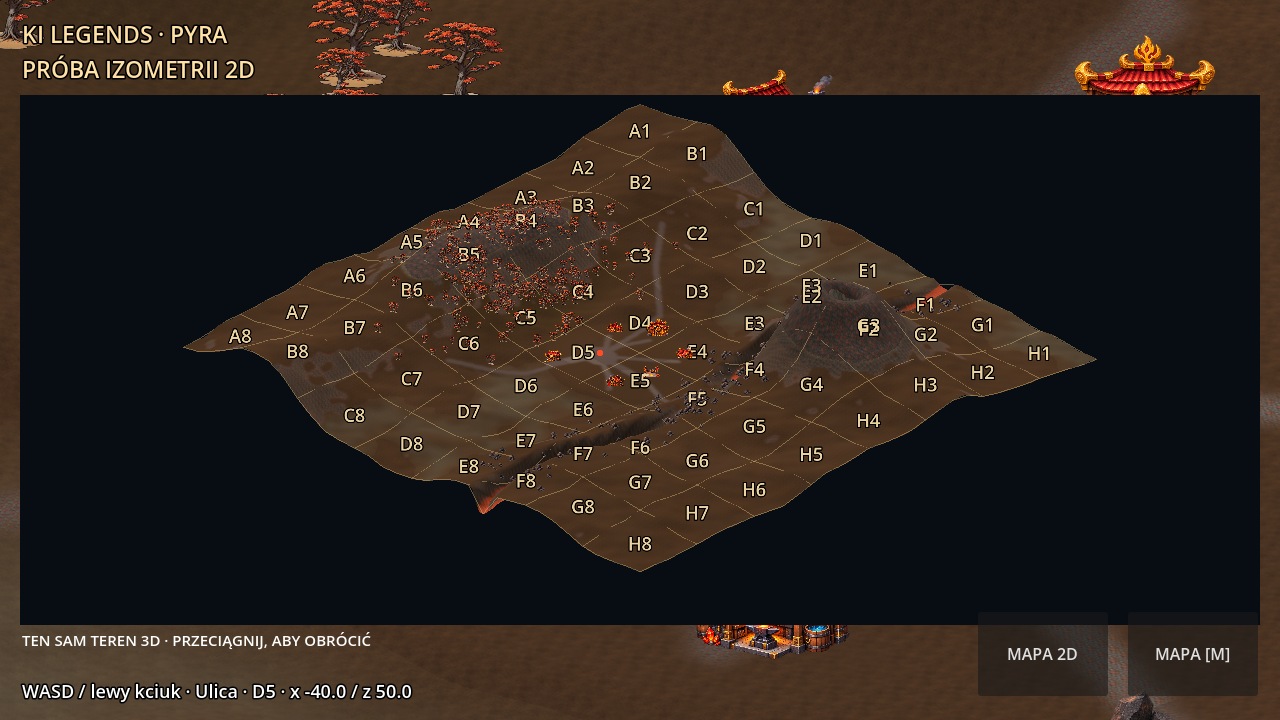 KI LEGENDS · PYRA
PRÓBA IZOMETRII 2D
A1
B1
A2
B2
A3
B3
C1
A4
B4
C2
D1
A5
B5
C3
D2
E1
A6
B6
C4
D3
E2
F3
F1
A7
B7
C5
D4
E3
F2
G3
G2
G1
A8
B8
C6
D5
E4
F4
H1
C7
D6
E5
F5
G4
H3
H2
C8
D7
E6
G5
H4
D8
E7
F7
F6
G6
H5
E8
F8
G7
H6
G8
H7
H8
TEN SAM TEREN 3D · PRZECIĄGNIJ, ABY OBRÓCIĆ
MAPA 2D
MAPA [M]
WASD / lewy kciuk · Ulica · D5 · x -40.0 / z 50.0